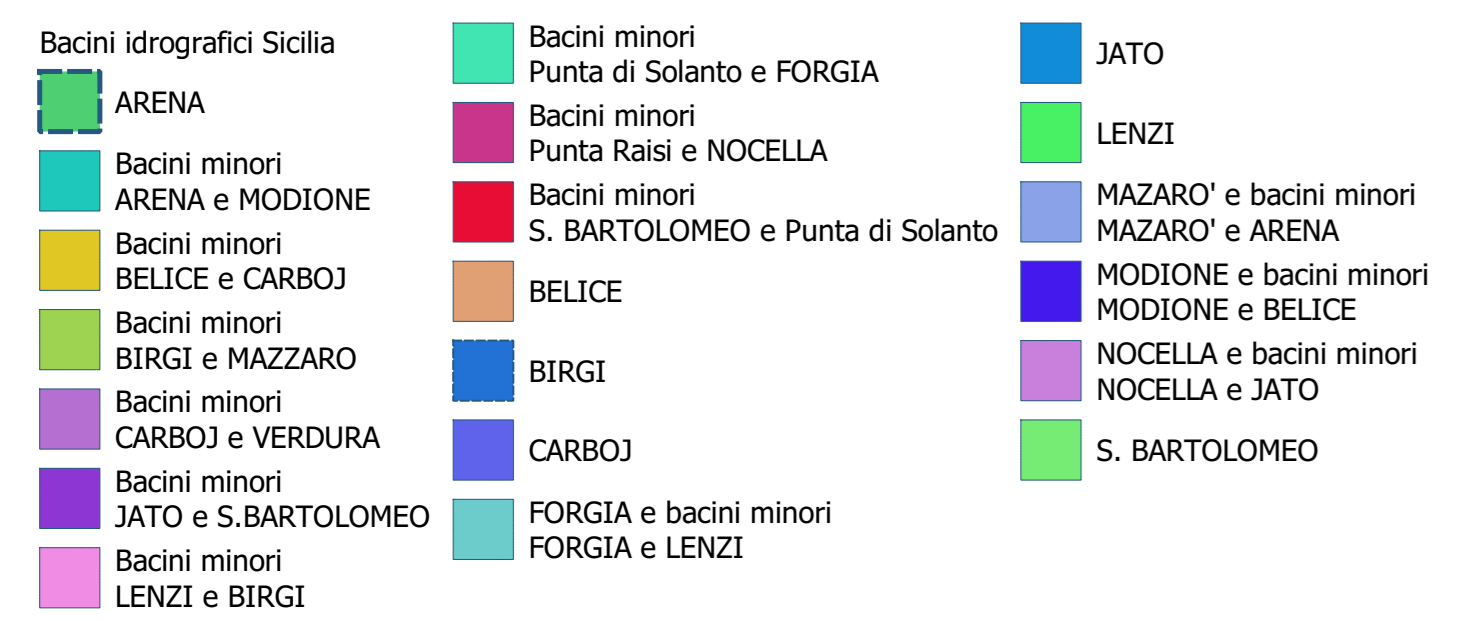 Bacini idrografici Sicilia
ARENA
Bacini minori
ARENA e MODIONE
Bacini minori
BELICE e CARBOJ
Bacini minori
BIRGI e MAZZARO
Bacini minori
CARBOJ e VERDURA
Bacini minori
JATO e S.BARTOLOMEO
Bacini minori
LENZI e BIRGI
Bacini minori
Punta di Solanto e FORGIA
Bacini minori
Punta Raisi e NOCELLA
Bacini minori
S. BARTOLOMEO e Punta di Solanto
BELICE
BIRGI
CARBOJ
FORGIA e bacini minori
FORGIA e LENZI
JATO
LENZI
MAZARO' e bacini minori
MAZARO' e ARENA
MODIONE e bacini minori
MODIONE e BELICE
NOCELLA e bacini minori
NOCELLA e JATO
S. BARTOLOMEO